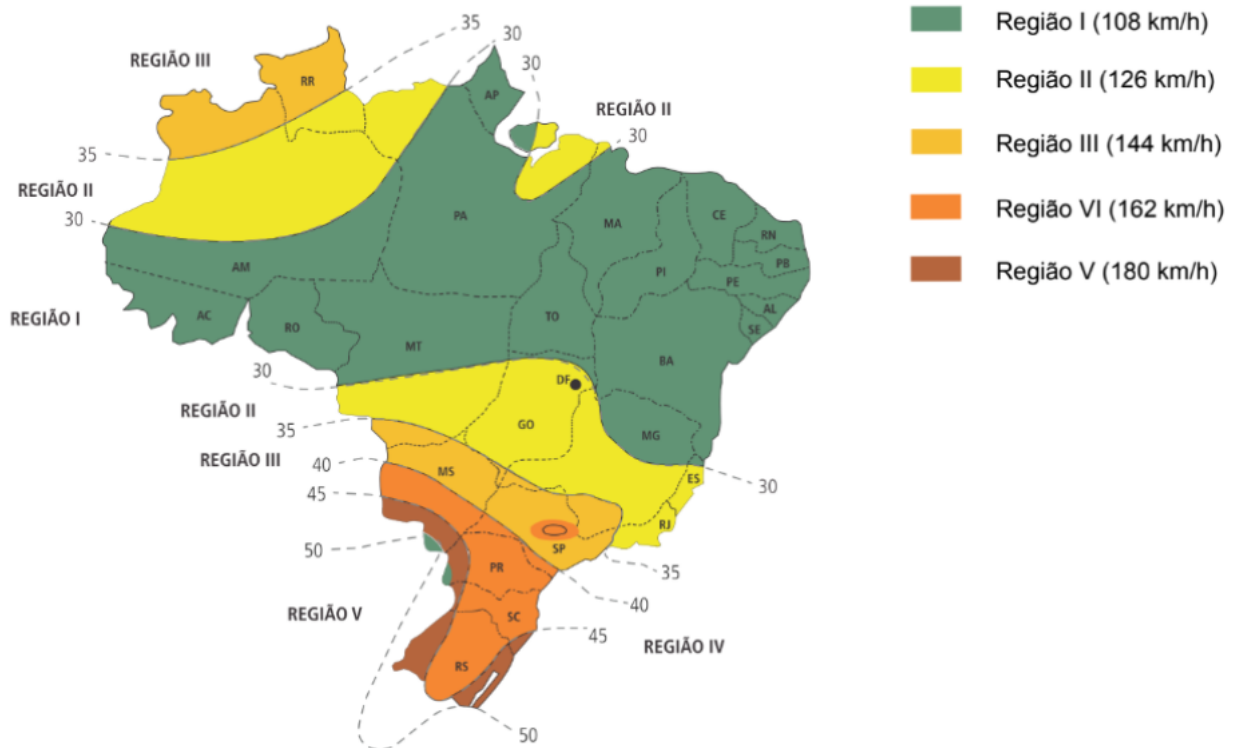 35
30
REGIÃO III
30
RR
AP
REGIÃO II
30
35
REGIÃO II
30
PA
MA
CE
RN
PB
PI
PE
AM
AL
SE
REGIÃO I
AC
RO
TO
MT
BA
30
DF
REGIÃO II
35
GO
MG
REGIÃO III
40
MS
ES
30
45
RJ
SP
50
35
PR
40
REGIÃO V
SC
45
REGIÃO IV
RS
50
Região I (108 km/h)
Região II (126 km/h)
Região III (144 km/h)
Região VI (162 km/h)
Região V (180 km/h)